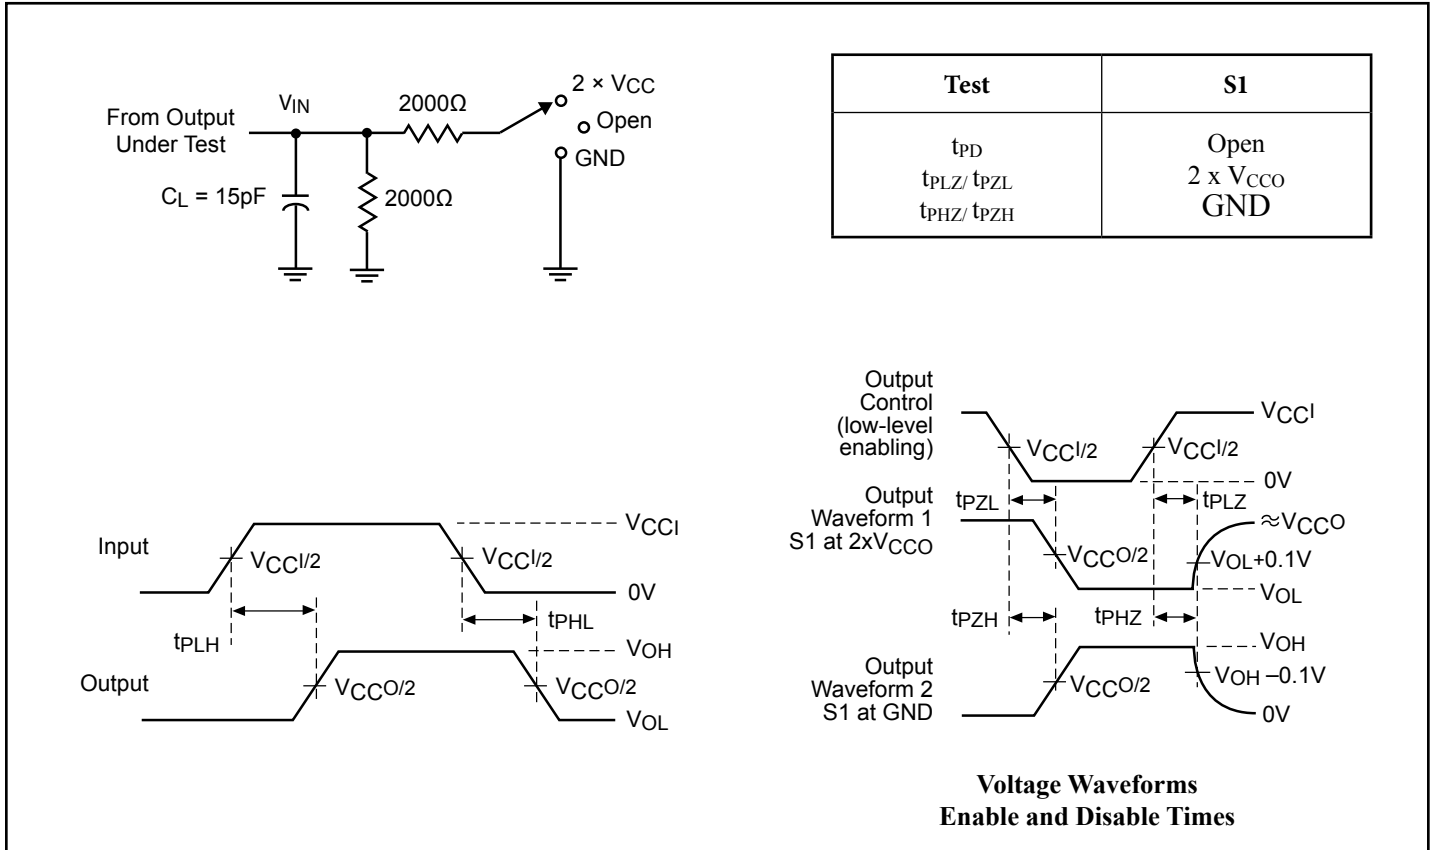 2 × VCC
VIN
2000Ω
From Output
Under Test
Open
GND
CL = 15pF
2000Ω
Test S1
tPD Open
tPLZ/ tPZL 2 x VCCO
tPHZ/ tPZH GND
Input
VCCI
VCCI/2
VCCI/2
0V
tPLH
tPHL
Output
VOH
VCCO/2
VCCO/2
VOL
Output
Control
(low-level
enabling)
VCCI
VCCI/2
VCCI/2
0V
Output
Waveform 1
S1 at 2xVCCO
tPZL
tPLZ
≈VCCO
VCCO/2
VOL+0.1V
VOL
tPZH
tPHZ
Output
Waveform 2
S1 at GND
VOH
VCCO/2
VOH –0.1V
0V
Voltage Waveforms
Enable and Disable Times